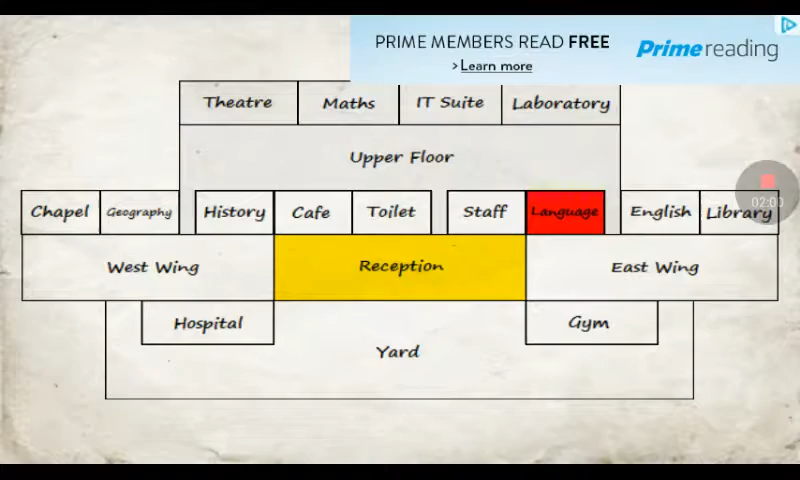 PRIME MEMBERS READ FREE
> Learn more
Prime reading
Theatre Maths IT Suite Laboratory
Upper Floor
Chapel Geography History Cafe Toilet Staff Language English Library
02:00
West Wing Reception East Wing
Hospital Gym
Yard